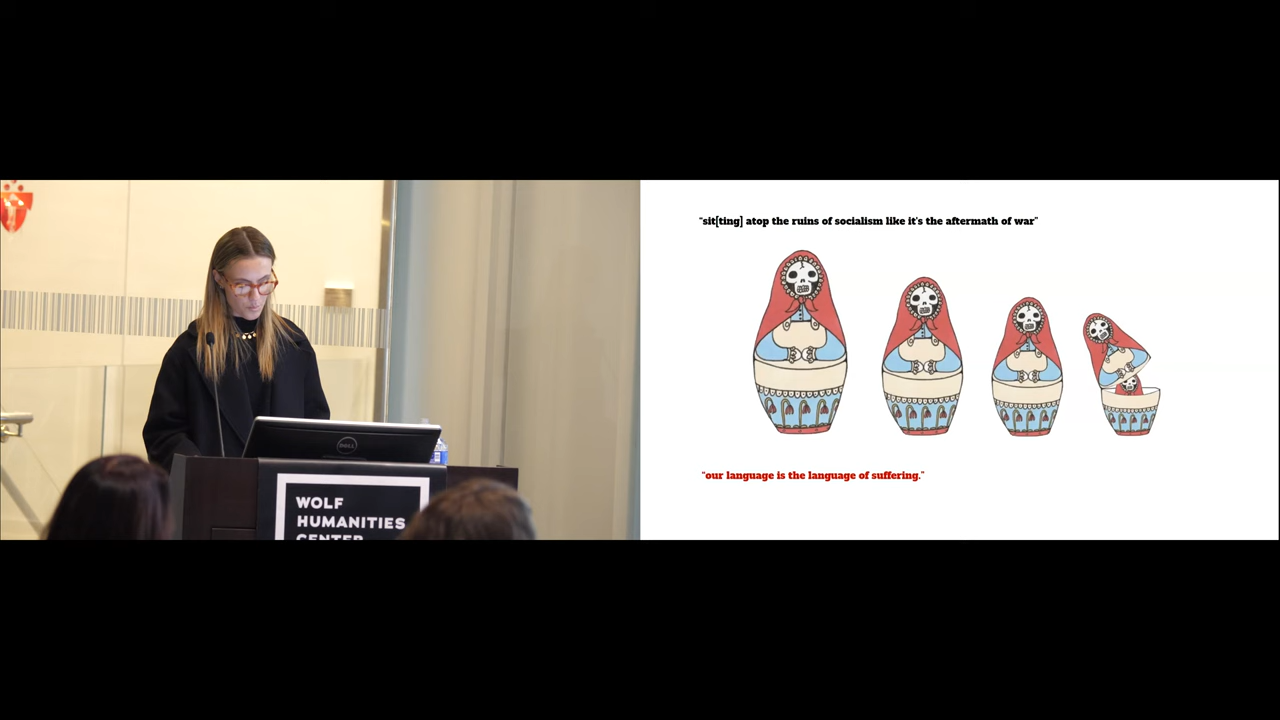 "sit[ting] atop the ruins of socialism like it's the aftermath of war"
"our language is the language of suffering."
DELL
WOLF
HUMANITIES
CENTER